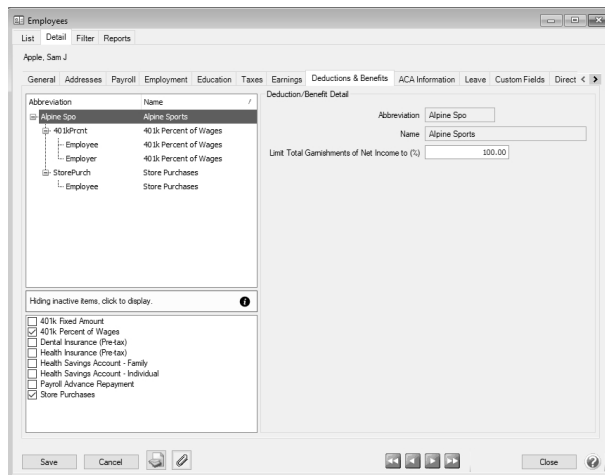 Employees
List Detail Filter Reports
Apple, Sam J
General Addresses Payroll Employment Education Taxes Earnings Deductions & Benefits ACA Information Leave Custom Fields Direct
Abbreviation Name /
Alpine Spo Alpine Sports
401kPrcnt 401k Percent of Wages
Employee 401k Percent of Wages
Employer 401k Percent of Wages
StorePurch Store Purchases
Employee Store Purchases
Hiding inactive items, click to display.
401k Fixed Amount
401k Percent of Wages
Dental Insurance (Pre-tax)
Health Insurance (Pre-tax)
Health Savings Account - Family
Health Savings Account - Individual
Payroll Advance Repayment
Store Purchases
Deduction/Benefit Detail
Abbreviation Alpine Spo
Name Alpine Sports
Limit Total Garnishments of Net Income to (%) 100.00
Save Cancel Close